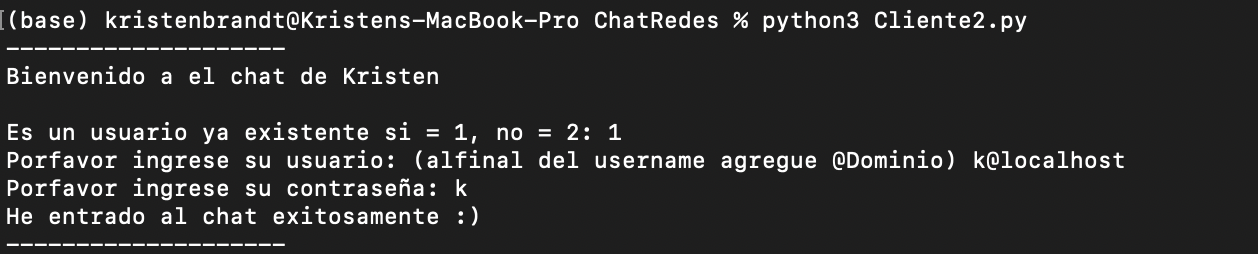 (base) kristenbrandt@Kristens-MacBook-Pro ChatRedes % python3 Cliente2.py
--------------------
Bienvenido a el chat de Kristen
Es un usuario ya existente si = 1, no = 2: 1
Porfavor ingrese su usuario: (alfinal del username agregue @Dominio) k@localhost
Porfavor ingrese su contraseña: k
He entrado al chat exitosamente :)
--------------------